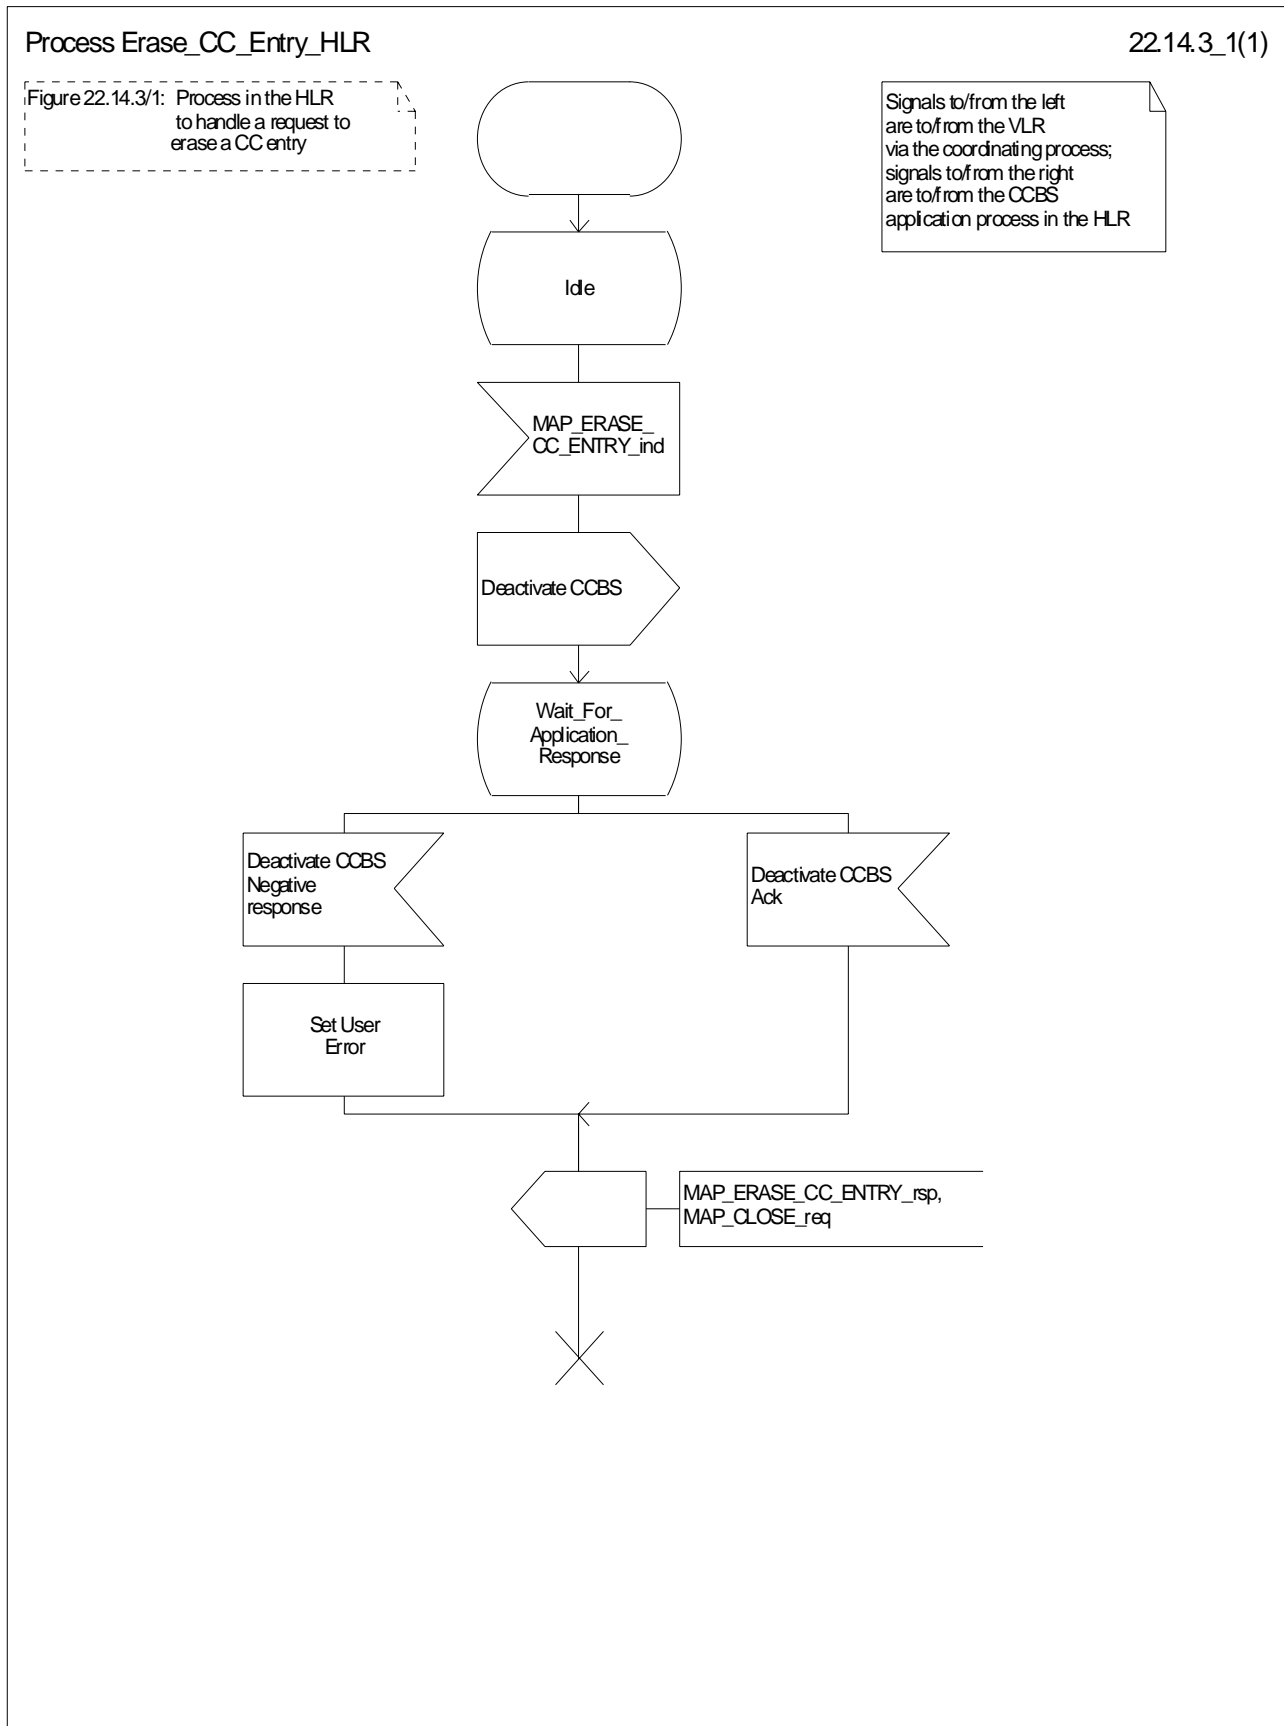 Process Erase_CC_Entry_HLR
22.14.3_1(1)
Figure 22.14.3/1: Process in the HLR
to handle a request to
erase a CC entry
Signals to/from the left
are to/from the VLR
via the coordinating process;
signals to/from the right
are to/from the CCBS
application process in the HLR
Idle
MAP_ERASE_
CC_ENTRY_ind
Deactivate CCBS
Wait_For_
Application_
Response
Deactivate CCBS
Negative
response
Deactivate CCBS
Ack
Set User
Error
MAP_ERASE_CC_ENTRY_rsp,
MAP_CLOSE_req